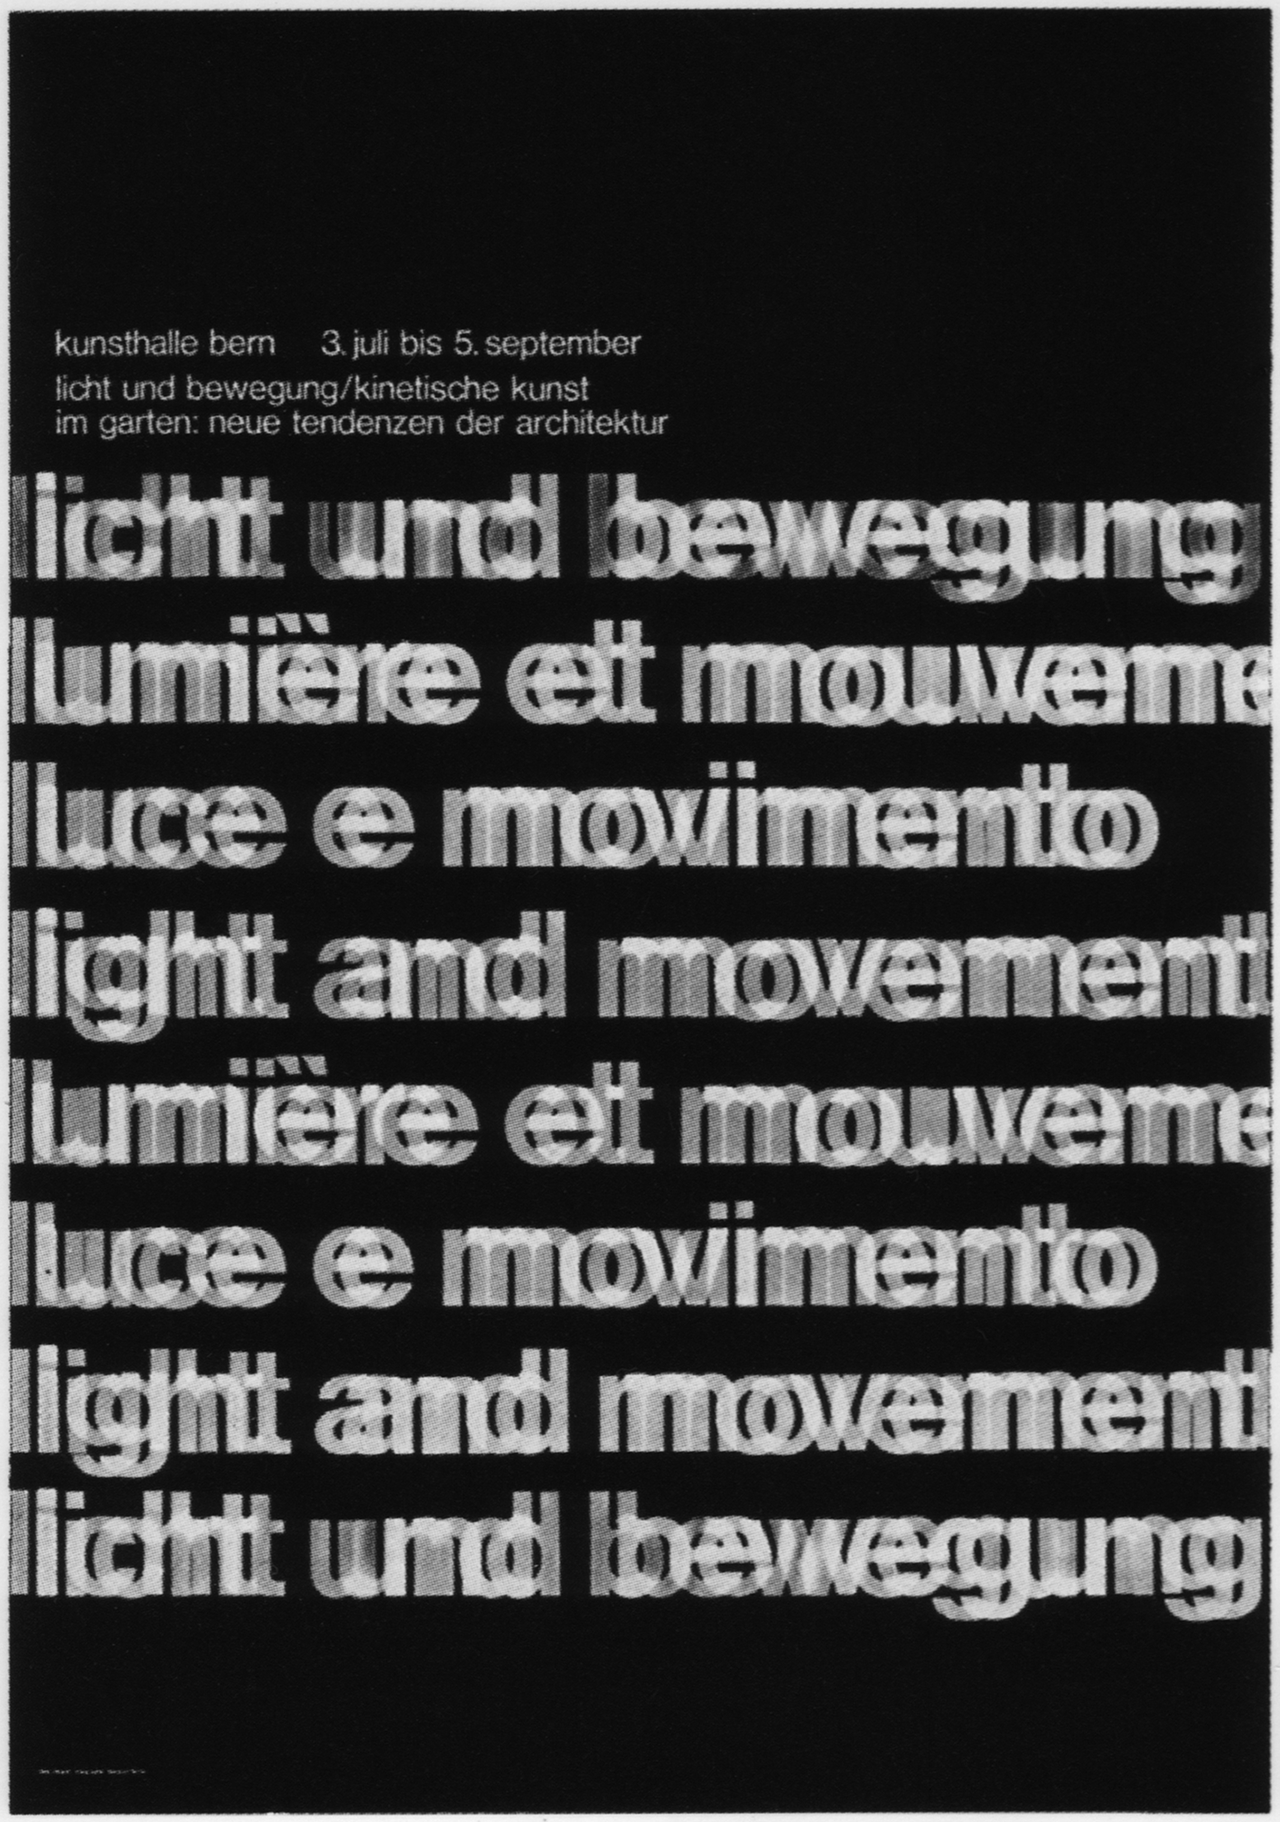 kunsthalle bern 3. juli bis 5. september
licht und bewegung/kinetische kunst
im garten: neue tendenzen der architektur
licht und bewegung
lumière et mouveme
luce e movimento
light and movement
lumière et mouveme
luce e movimento
light and movement
licht und bewegung